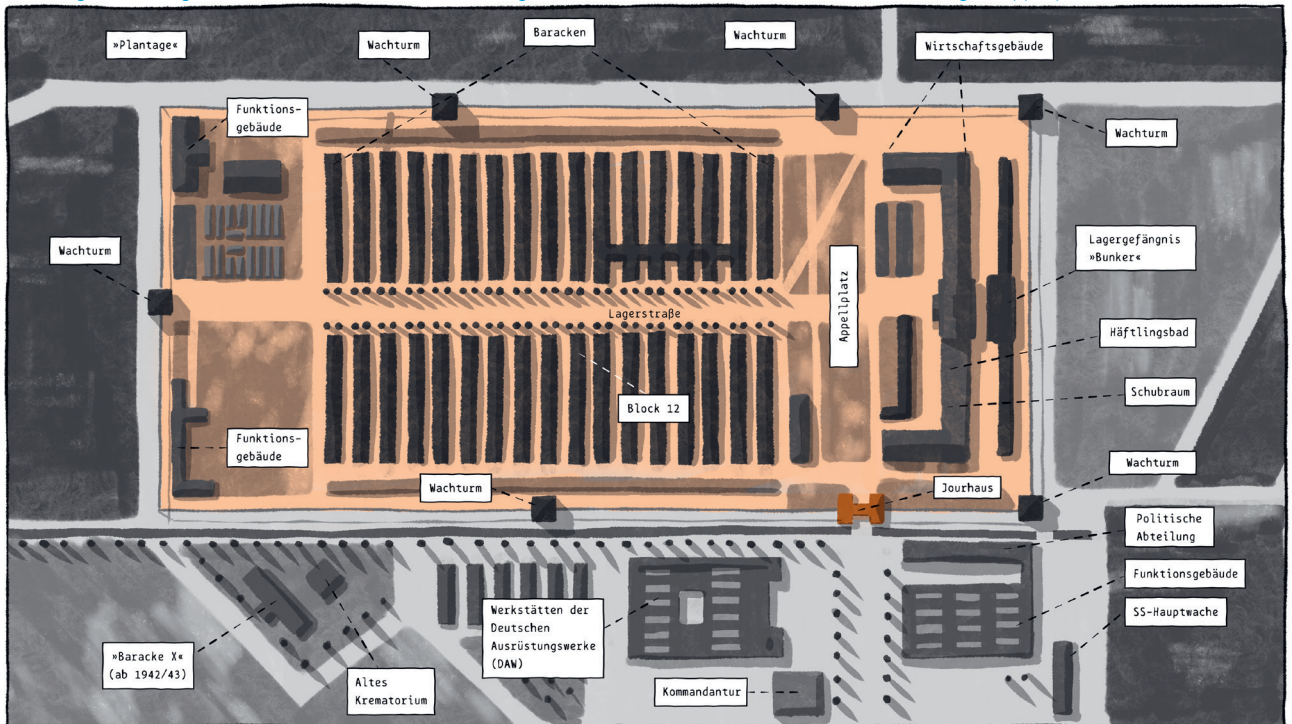 »Plantage«
Wachturm
Baracken
Wachturm
Wirtschaftsgebäude
Funktions-
gebäude
Wachturm
Wachturm
Lagergefängnis
»Bunker«
Appellplatz
Lagerstraße
Häftlingsbad
Schubraum
Block 12
Funktions-
gebäude
Wachturm
Wachturm
Jourhaus
Politische
Abteilung
Funktionsgebäude
SS-Hauptwache
Werkstätten der
Deutschen
Ausrüstungswerke
(DAW)
»Baracke X«
(ab 1942/43)
Altes
Krematorium
Kommandantur